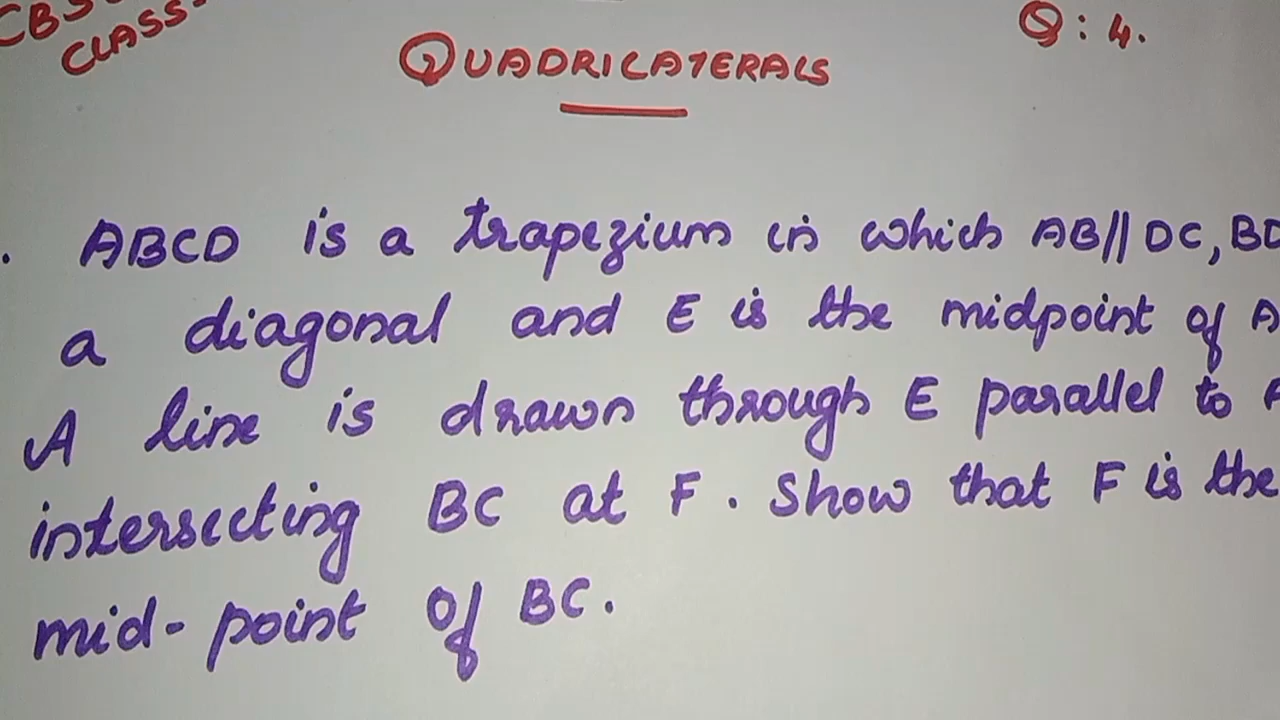 CBS
CLASS
Q: 4.
QUADRILATERALS
. ABCD is a trapezium in which AB∥DC, BD
a diagonal and E is the midpoint of A
A line is drawn through E parallel to A
intersecting BC at F. Show that F is the
mid-point of BC.